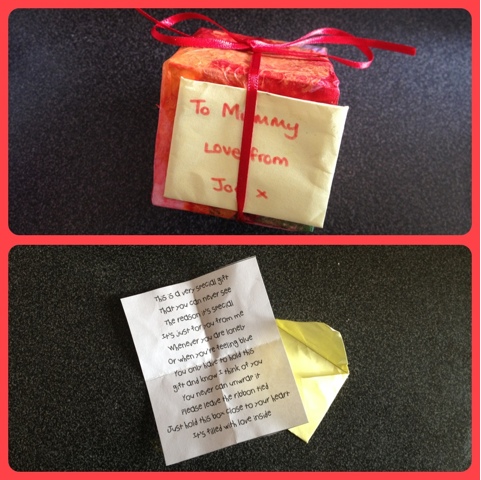 To Mummy
Love from
x
This is a very special gift
That you can never see
The reason it's special
It's just for you from me
Whenever you are lonely
Or when you're feeling blue
You only have to hold this
gift and know I think of you
You never can unwrap it
Please leave the ribbon tied
Just hold this box close to your heart
It's filled with love inside